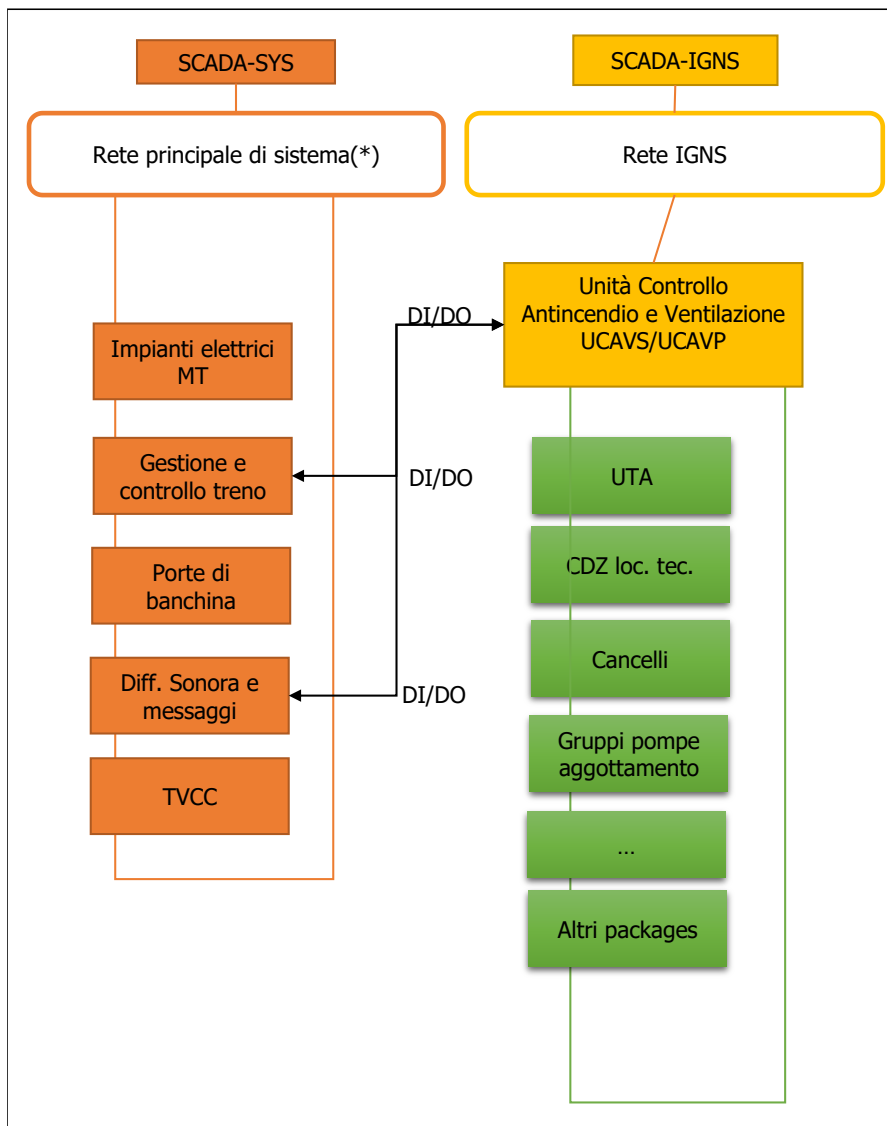 SCADA-SYS
SCADA-IGNS
Rete principale di sistema(*)
Rete IGNS
Unità Controllo
Antincendio e Ventilazione
UCAVS/UCAVP
DI/DO
Impianti elettrici
MT
Gestione e
controllo treno
DI/DO
UTA
Porte di
banchina
CDZ loc. tec.
Cancelli
Diff. Sonora e
messaggi
DI/DO
Gruppi pompe
aggottamento
TVCC
...
Altri packages